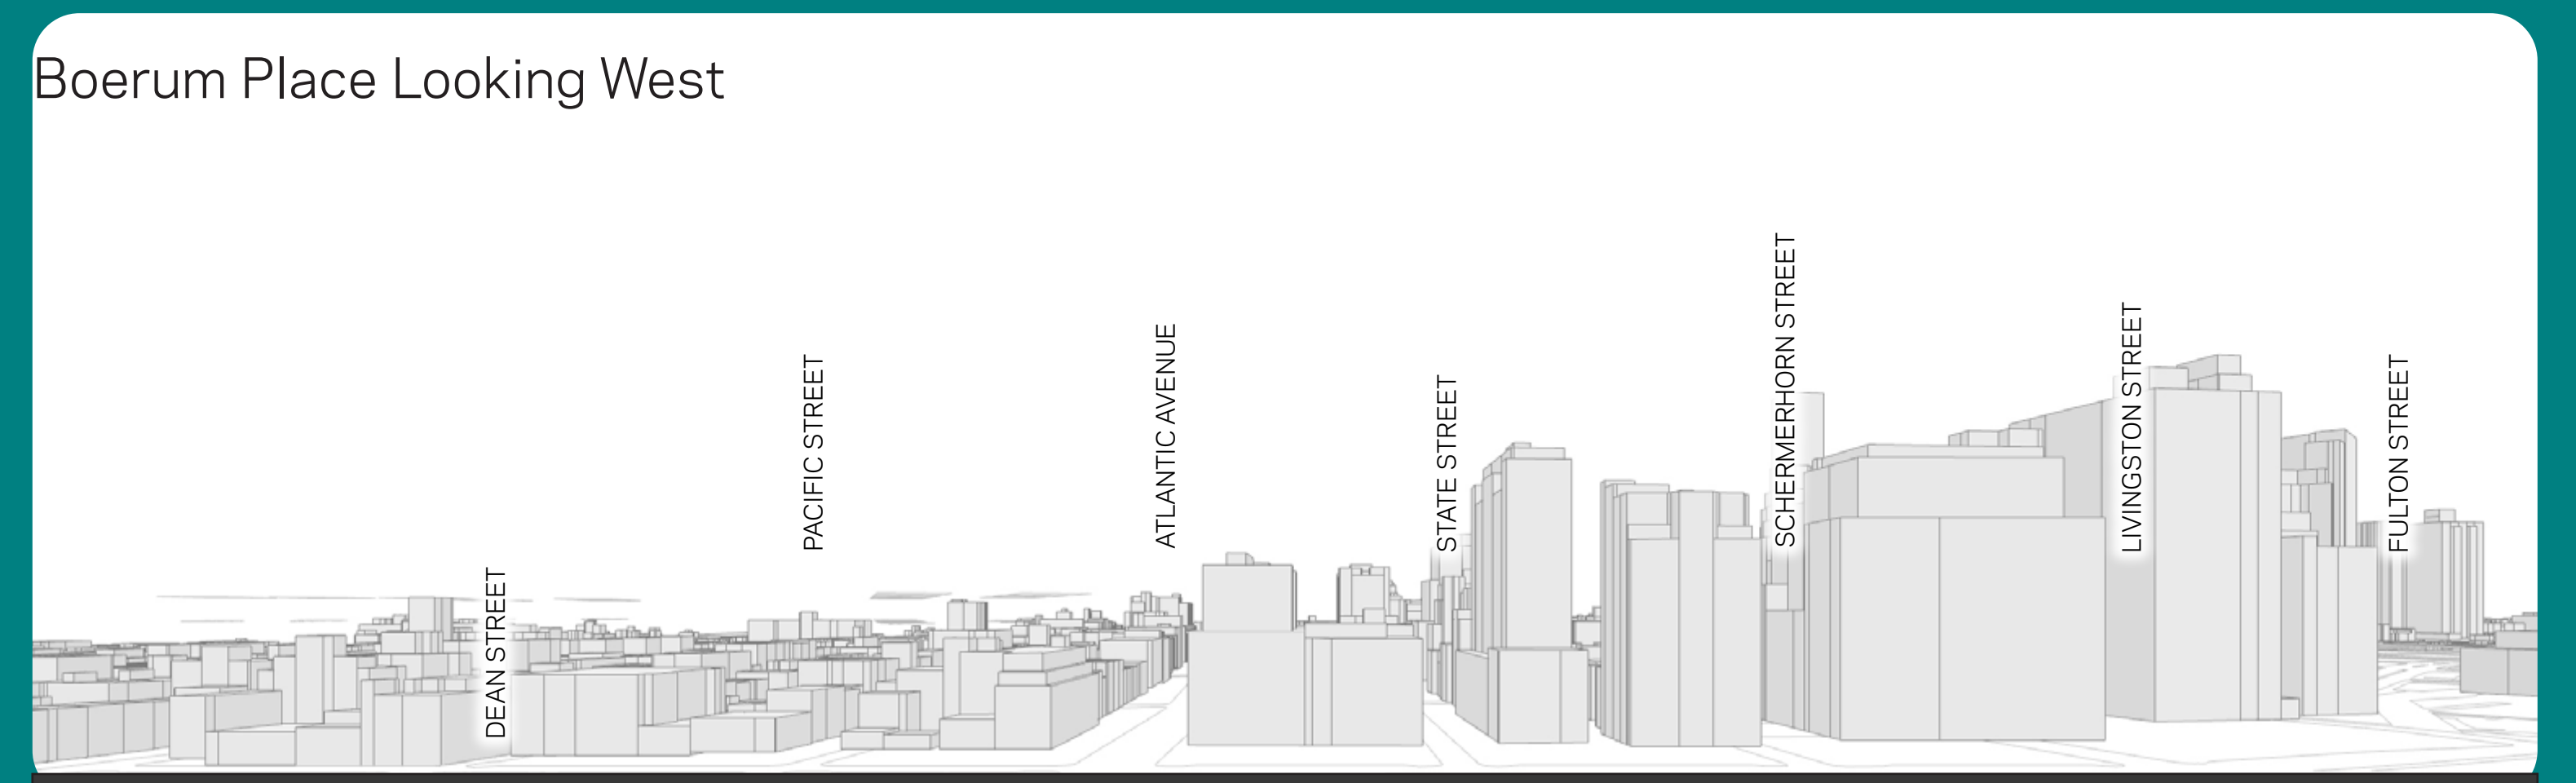 Boerum Place Looking West
DEAN STREET
PACIFIC STREET
ATLANTIC AVENUE
STATE STREET
SCHERMERHORN STREET
LIVINGSTON STREET
FULTON STREET